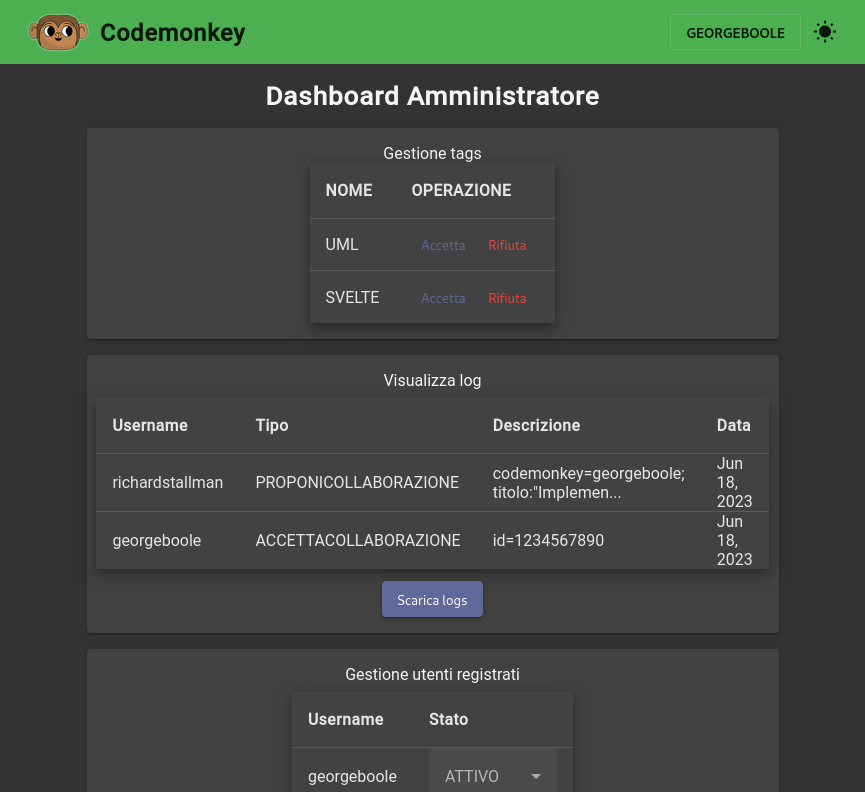 Codemonkey
GEORGEBOOLE
Dashboard Amministratore
Gestione tags
NOME OPERAZIONE
UML Accetta Rifiuta
SVELTE Accetta Rifiuta
Visualizza log
Username Tipo Descrizione Data
richardstallman PROPONICOLLABORAZIONE codemonkey=georgeboole;
titolo:"Implemen...
Jun
18,
2023
georgeboole ACCETTACOLLABORAZIONE id=1234567890
Jun
18,
2023
Scarica logs
Gestione utenti registrati
Username Stato
georgeboole ATTIVO